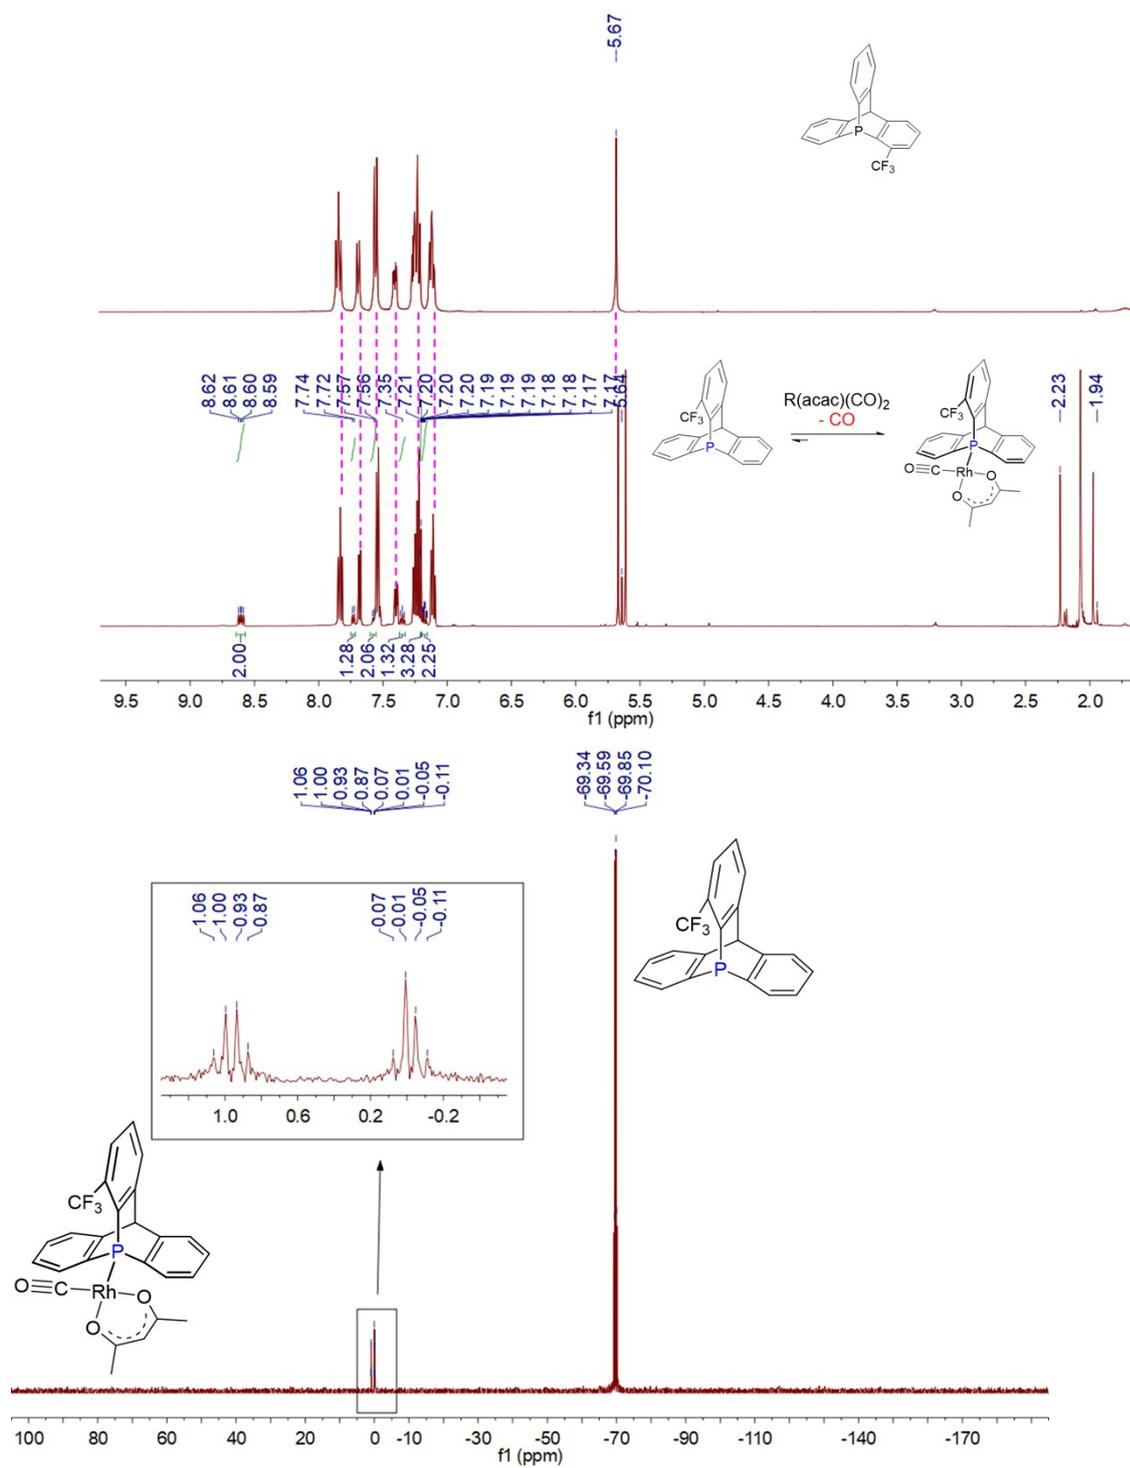 5.67
P
CF3
8.62
8.61
8.60
8.59
7.74
7.72
7.57
7.56
7.35
7.21
7.20
7.20
7.20
7.19
7.19
7.19
7.18
7.18
7.17
7.17
5.64
CF3
P
R(acac)(CO)2
- CO
CF3
P
O≡C Rh O
O
2.23
1.94
2.00
1.28
2.06
1.32
3.28
2.25
9.5 9.0 8.5 8.0 7.5 7.0 6.5 6.0 5.5 5.0 4.5 4.0 3.5 3.0 2.5 2.0
f1 (ppm)
1.06
1.00
0.93
0.87
0.07
0.01
-0.05
-0.11
-69.34
-69.59
-69.85
-70.10
1.06
1.00
0.93
0.87
0.07
0.01
-0.05
-0.11
1.0 0.6 0.2 -0.2
CF3
P
CF3
P
O≡C Rh O
O
100 80 60 40 20 0 -10 -30 -50 -70 -90 -110 -140 -170
f1 (ppm)